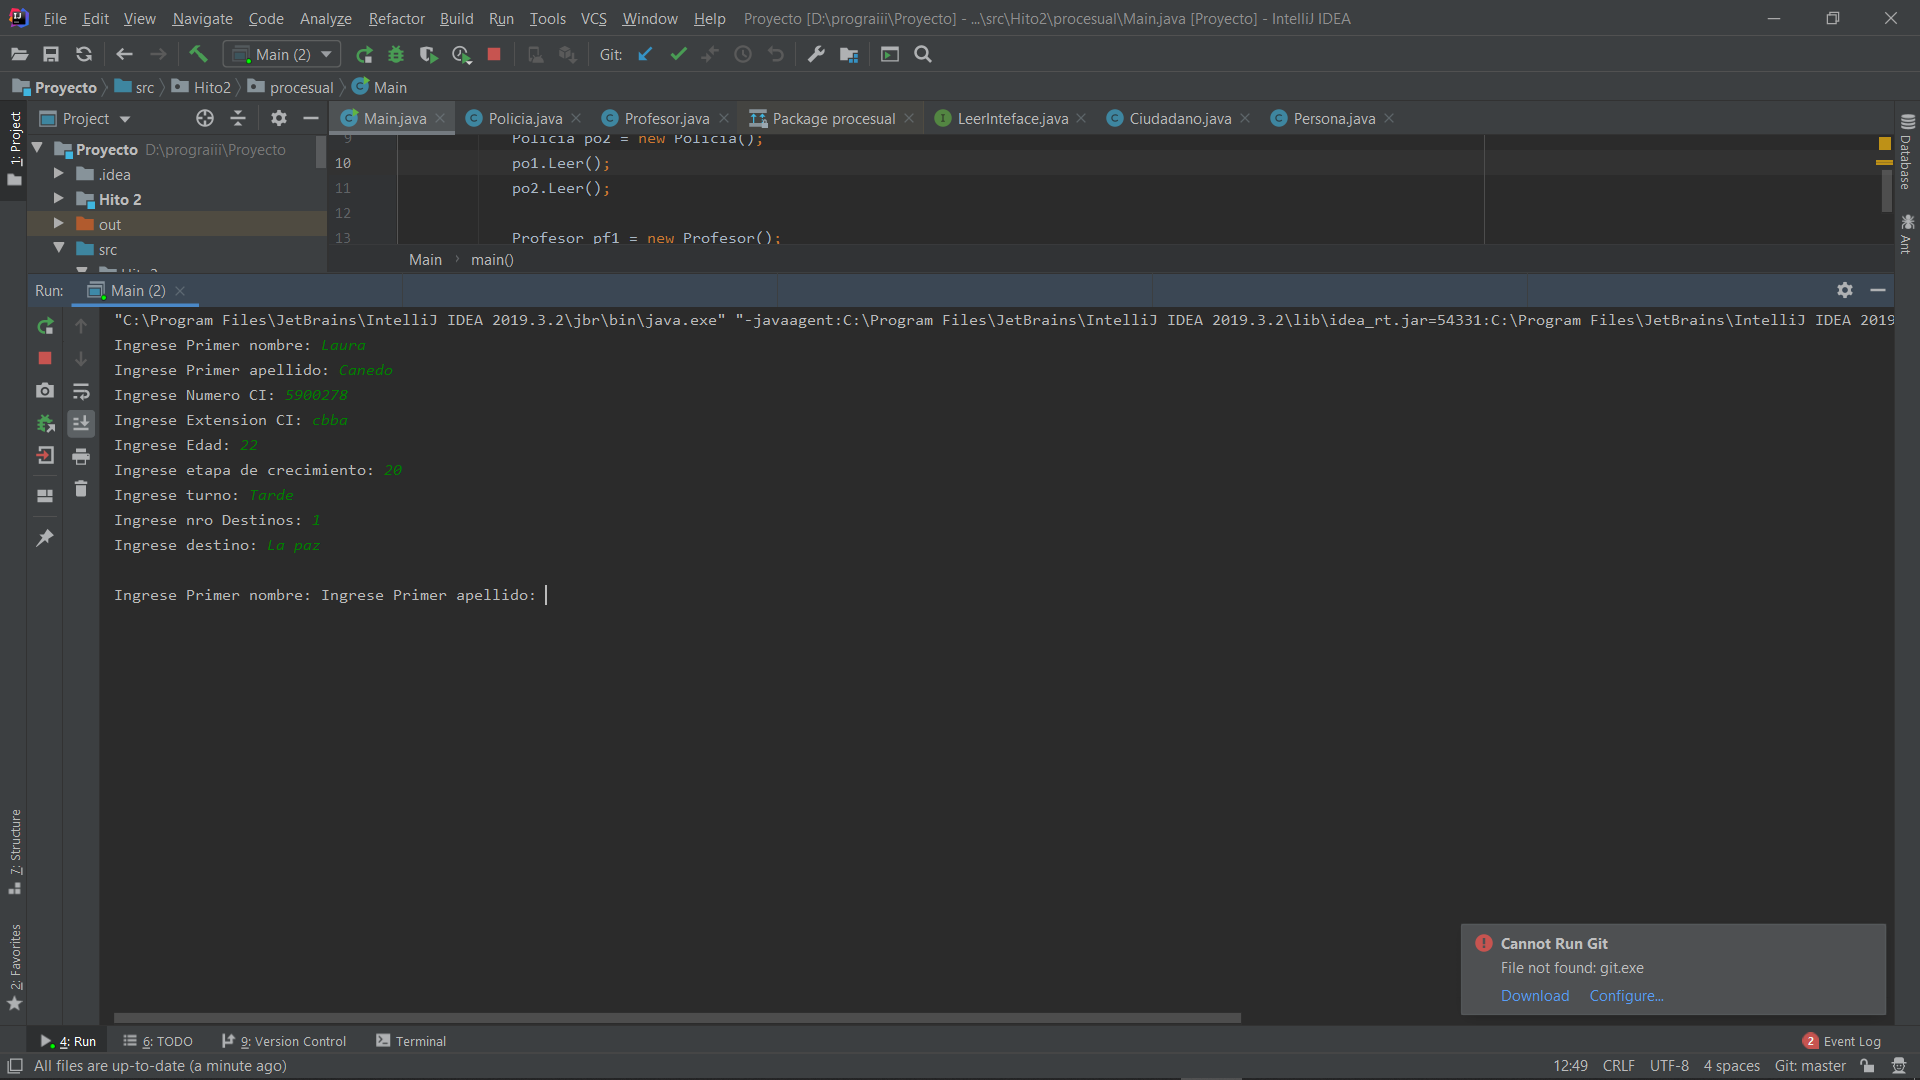 File Edit View Navigate Code Analyze Refactor Build Run Tools VCS Window Help Proyecto [D:\prograiii\Proyecto] - ...\src\Hito2\procesual\Main.java [Proyecto] - IntelliJ IDEA
Main (2) Git:
Proyecto src Hito2 procesual Main
Project Main.java Policia.java Profesor.java Package procesual LeerInteface.java Ciudadano.java Persona.java
1: Project
Proyecto D:\prograiii\Proyecto
.idea
Hito 2
out
src
Hito2
9 Policia po2 = new Policia();
10 po1.Leer();
11 po2.Leer();
12
13 Profesor pf1 = new Profesor();
Main › main()
Database
Ant
Run: Main (2)
"C:\Program Files\JetBrains\IntelliJ IDEA 2019.3.2\jbr\bin\java.exe" "-javaagent:C:\Program Files\JetBrains\IntelliJ IDEA 2019.3.2\lib\idea_rt.jar=54331:C:\Program Files\JetBrains\IntelliJ IDEA 2019
Ingrese Primer nombre: Laura
Ingrese Primer apellido: Canedo
Ingrese Numero CI: 5900278
Ingrese Extension CI: cbba
Ingrese Edad: 22
Ingrese etapa de crecimiento: 20
Ingrese turno: Tarde
Ingrese nro Destinos: 1
Ingrese destino: La paz
Ingrese Primer nombre: Ingrese Primer apellido:
7: Structure
2: Favorites
Cannot Run Git
File not found: git.exe
Download Configure...
4: Run 6: TODO 9: Version Control Terminal 2 Event Log
All files are up-to-date (a minute ago) 12:49 CRLF UTF-8 4 spaces Git: master